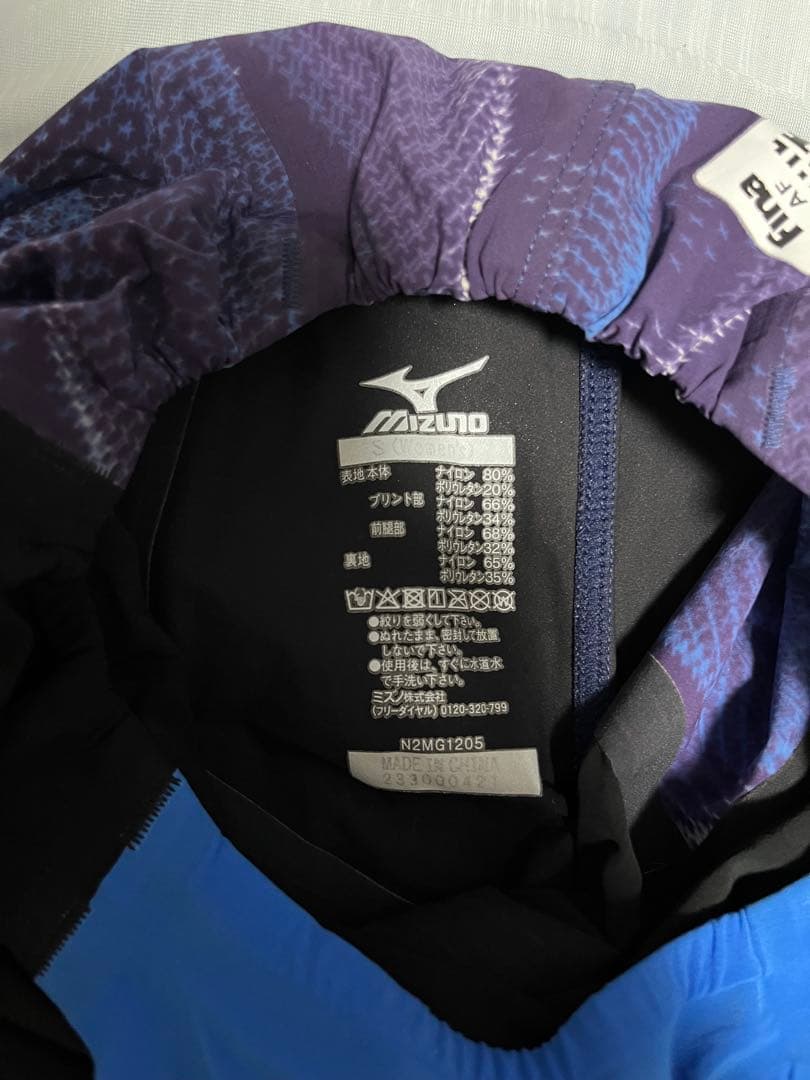 fina
AF
MIZUNO
S (Women's)
表地 本体 ナイロン 80%
ポリウレタン20%
プリント部 ナイロン 66%
ポリウレタン34%
前腿部 ナイロン 68%
ポリウレタン32%
裏地 ナイロン 65%
ポリウレタン35%
●絞りを弱くして下さい。
●ぬれたまま、密封して放置
しないで下さい。
●使用後は、すぐに水道水
で手洗い下さい。
ミズノ株式会社
(フリーダイヤル) 0120-320-799
N2MG1205
MADE IN CHINA
233000421